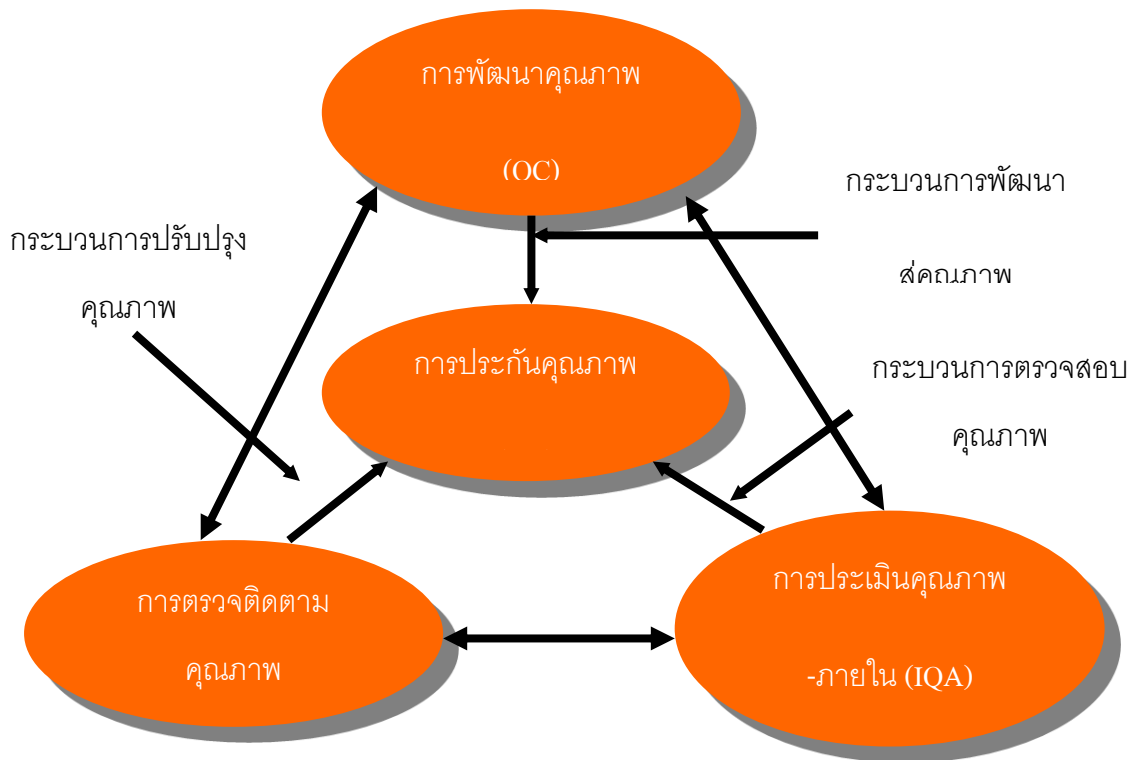 การพัฒนาคุณภาพ
(QC)
กระบวนการพัฒนา
สู่คุณภาพ
กระบวนการปรับปรุง
คุณภาพ
การประกันคุณภาพ
กระบวนการตรวจสอบ
คุณภาพ
การตรวจติดตาม
คุณภาพ
การประเมินคุณภาพ
-ภายใน (IQA)